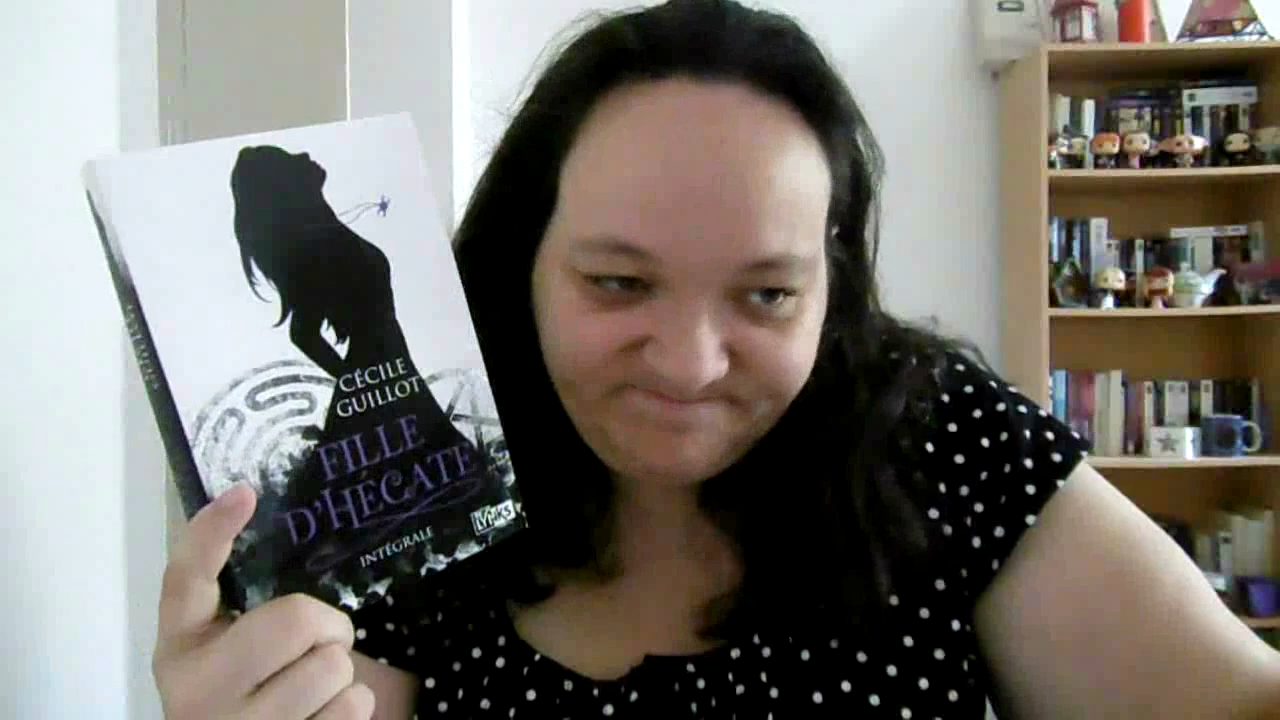 CÉCILE
GUILLOT
FILLE
D'HÉCATE
INTÉGRALE
LYNKS